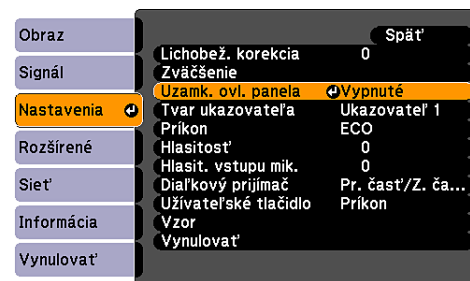 Obraz
Signál
Nastavenia
Rozšírené
Sieť
Informácia
Vynulovať
Späť
Lichobež. korekcia 0
Zväčšenie
Uzamk. ovl. panela Vypnuté
Tvar ukazovateľa Ukazovateľ 1
Príkon ECO
Hlasitosť 0
Hlasit. vstupu mik. 0
Diaľkový prijímač Pr. časť/Z. ča...
Užívateľské tlačidlo Príkon
Vzor
Vynulovať